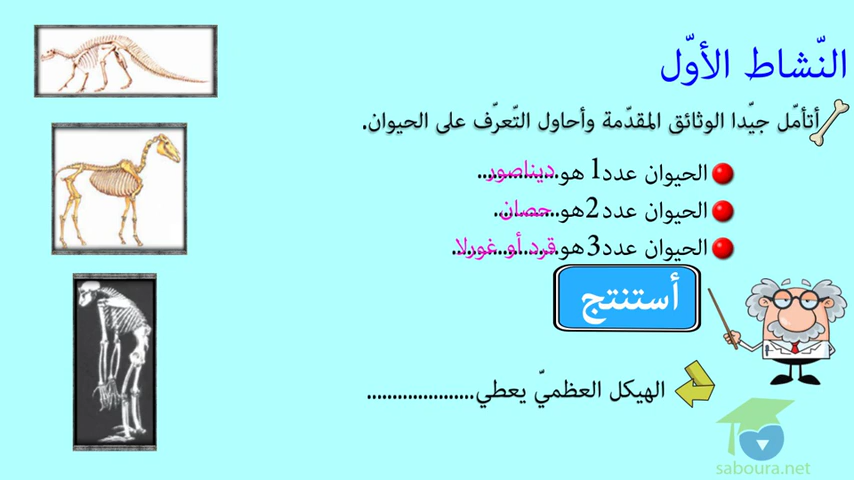 النّشاط الأوّل
أتأمّل جيّدا الوثائق المقدّمة وأحاول التّعرّف على الحيوان.
الحيوان عدد1 هو...ديناصور...
الحيوان عدد2هو...حصان...
الحيوان عدد3هو...قرد أو غورلا...
أستنتج
الهيكل العظميّ يعطي.....................
saboura.net